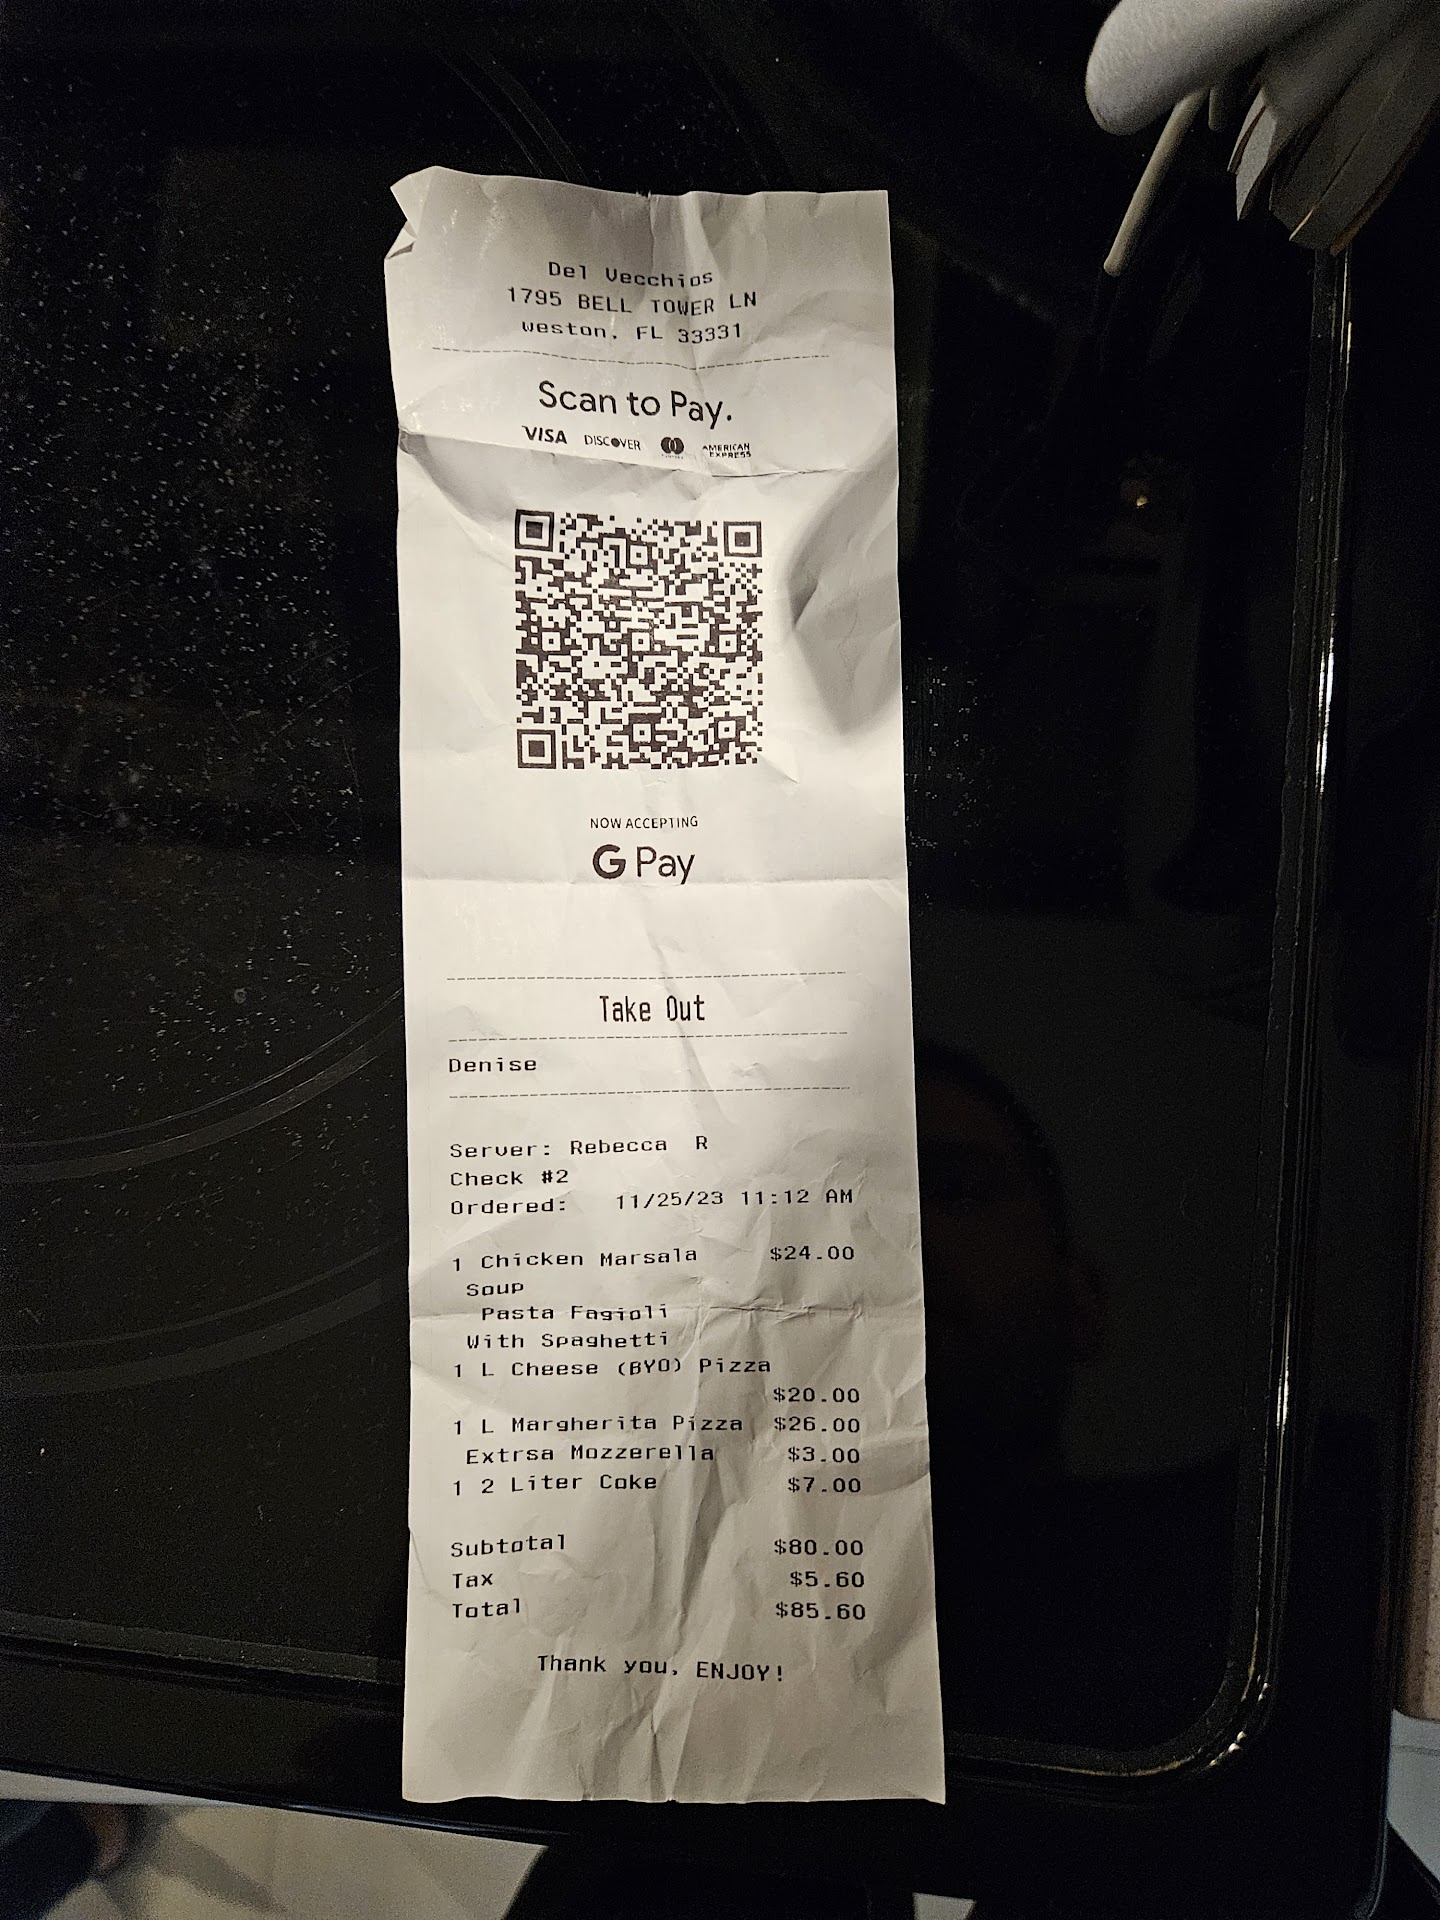 Del Vecchios
1795 BELL TOWER LN
weston, FL 33331
Scan to Pay.
VISA DISCOVER AMERICAN EXPRESS
NOW ACCEPTING
G Pay
Take Out
Denise
Server: Rebecca R
Check #2
Ordered: 11/25/23 11:12 AM
1 Chicken Marsala $24.00
Soup
Pasta Fagioli
With Spaghetti
1 L Cheese (BYO) Pizza
$20.00
1 L Margherita Pizza $26.00
Extrsa Mozzerella $3.00
1 2 Liter Coke $7.00
Subtotal $80.00
Tax $5.60
Total $85.60
Thank you, ENJOY!